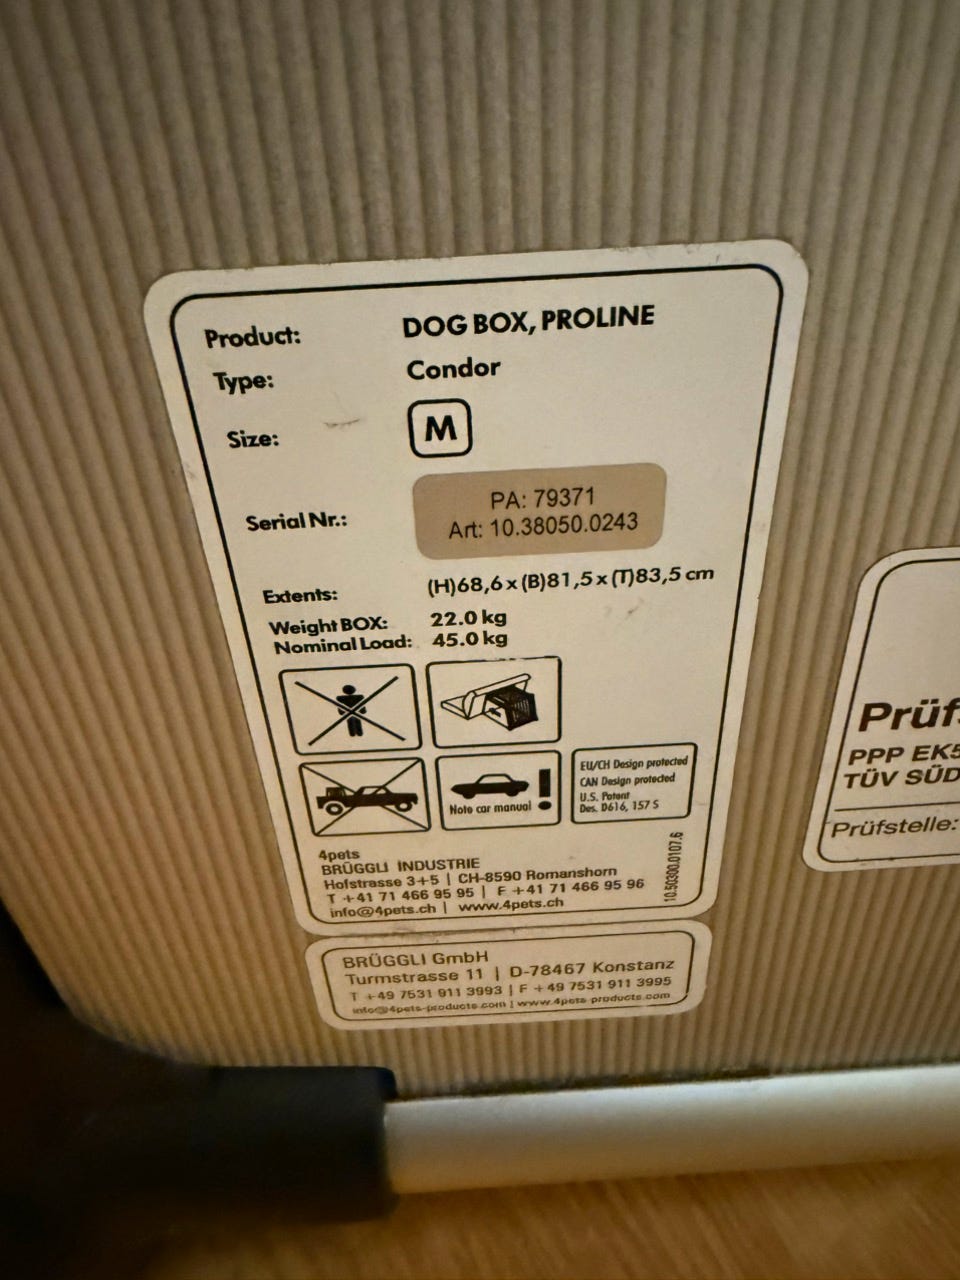 Product: DOG BOX, PROLINE
Type: Condor
Size: M
Serial Nr.: PA: 79371
Art: 10.38050.0243
Extents: (H)68,6 x (B)81,5 x (T)83,5 cm
Weight BOX: 22.0 kg
Nominal Load: 45.0 kg
Note car manual !
EU/CH Design protected
CAN Design protected
U.S. Patent
Des. D616, 157 S
4pets
BRÜGGLI INDUSTRIE
Hofstrasse 3+5 | CH-8590 Romanshorn
T +41 71 466 95 95 | F +41 71 466 95 96
info@4pets.ch | www.4pets.ch
10.50300.0107.6
BRÜGGLI GmbH
Turmstrasse 11 | D-78467 Konstanz
T +49 7531 911 3993 | F +49 7531 911 3995
info@4pets-products.com | www.4pets-products.com
PPP
TÜV SÜD
Prüfstelle: